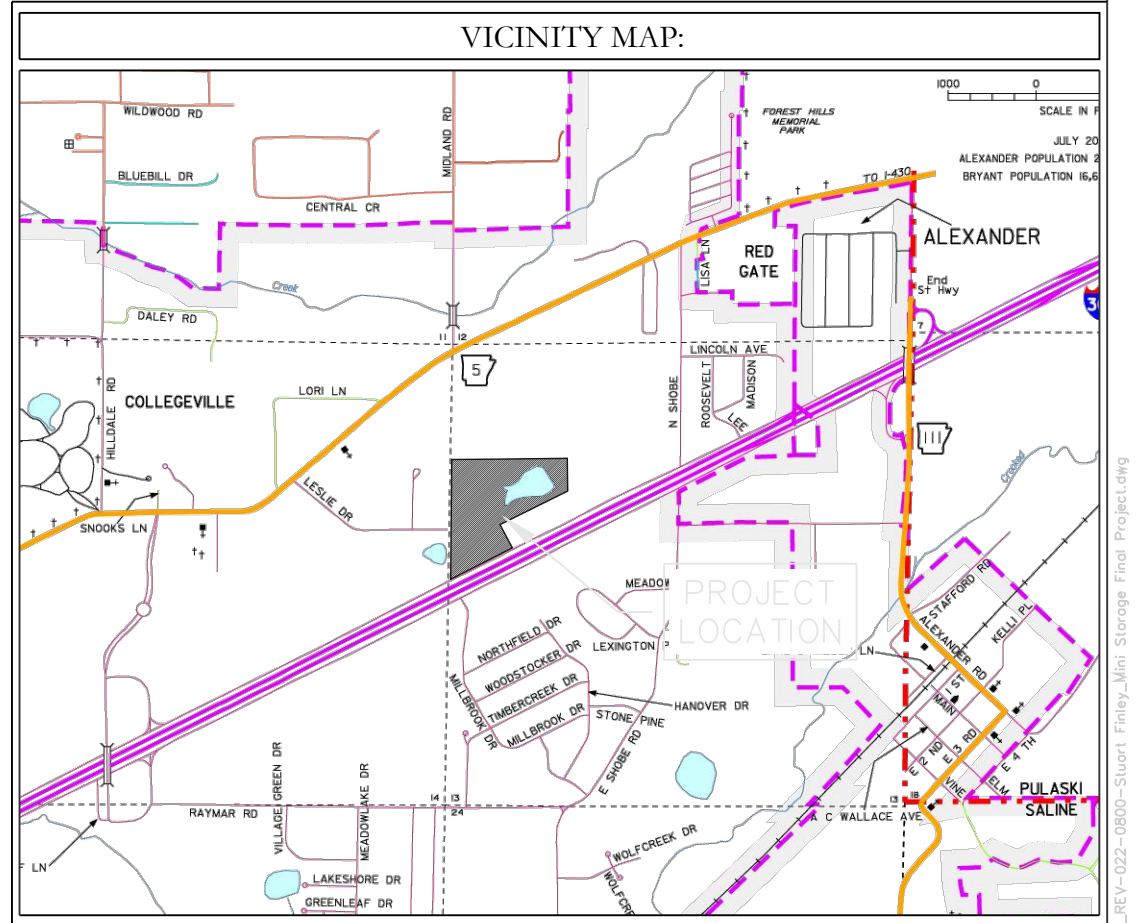 VICINITY MAP:
WILDWOOD RD
BLUEBILL DR
CENTRAL CR
MIDLAND RD
FOREST HILLS
MEMORIAL
PARK
1000 0
SCALE IN F
JULY 20
ALEXANDER POPULATION 2
BRYANT POPULATION 16,6
TO I-430
ALEXANDER
RED
GATE
LISA LN
End
St Hwy
7
30
Creek
DALEY RD
11 12
5
LINCOLN AVE
N SHOBE
ROOSEVELT
MADISON
LEE
111
LORI LN
COLLEGEVILLE
HILLDALE RD
SNOOKS LN
LESLIE DR
Crooked
PROJECT
LOCATION
MEADOW
LEXINGTON
LN
STAFFORD RD
KELLI PL
ALEXANDER RD
NORTHFIELD DR
WOODSTOCKER DR
TIMBERCREEK DR
MILLBROOK DR
MILLBROOK DR
HANOVER DR
STONE PINE
E SHOBE RD
1 ST
MAIN
E 2 ND
E 3 RD
E 4 TH
ELM
VINE
PULASKI
SALINE
A C WALLACE AVE
13 18
14 13
24
RAYMAR RD
VILLAGE GREEN DR
MEADOWLAKE DR
F LN
LAKESHORE DR
GREENLEAF DR
WOLFCREEK DR
WOLFCR
_REV-022-0800-Stuart Finley_Mini Storage Final Project.dwg